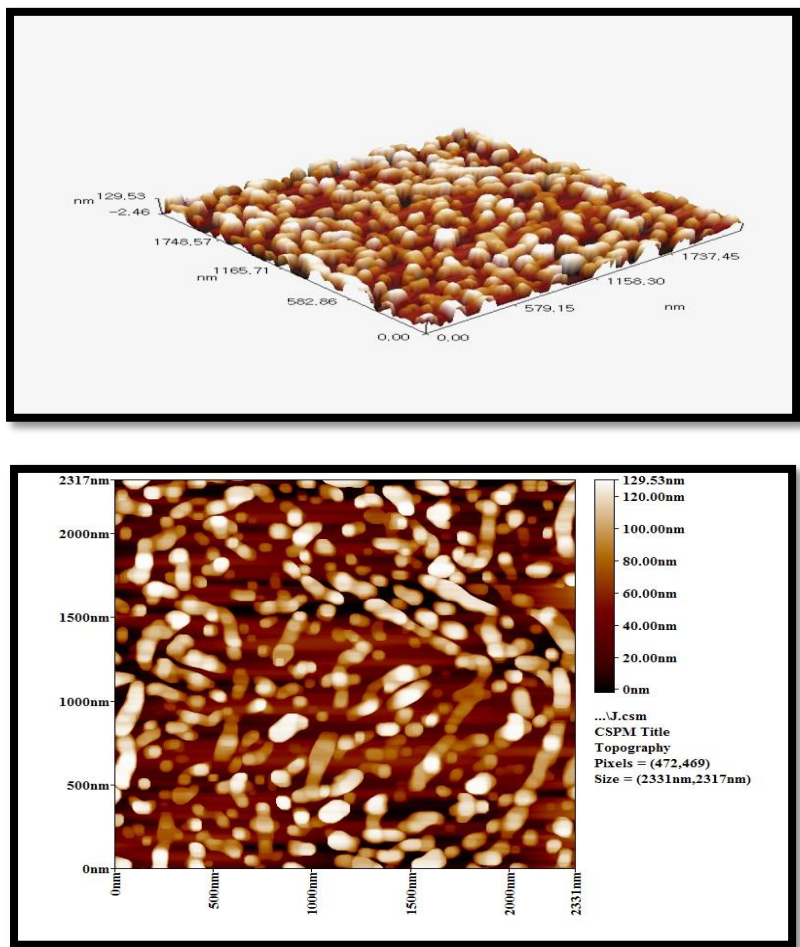 nm 129.53
-2.46
1748.57
nm 1165.71
582.86
0.00
0.00
579.15
1158.30
1737.45
nm
2317nm
2000nm
1500nm
1000nm
500nm
0nm
0nm
500nm
1000nm
1500nm
2000nm
2331nm
129.53nm
120.00nm
100.00nm
80.00nm
60.00nm
40.00nm
20.00nm
0nm
...\J.csm
CSPM Title
Topography
Pixels = (472,469)
Size = (2331nm,2317nm)